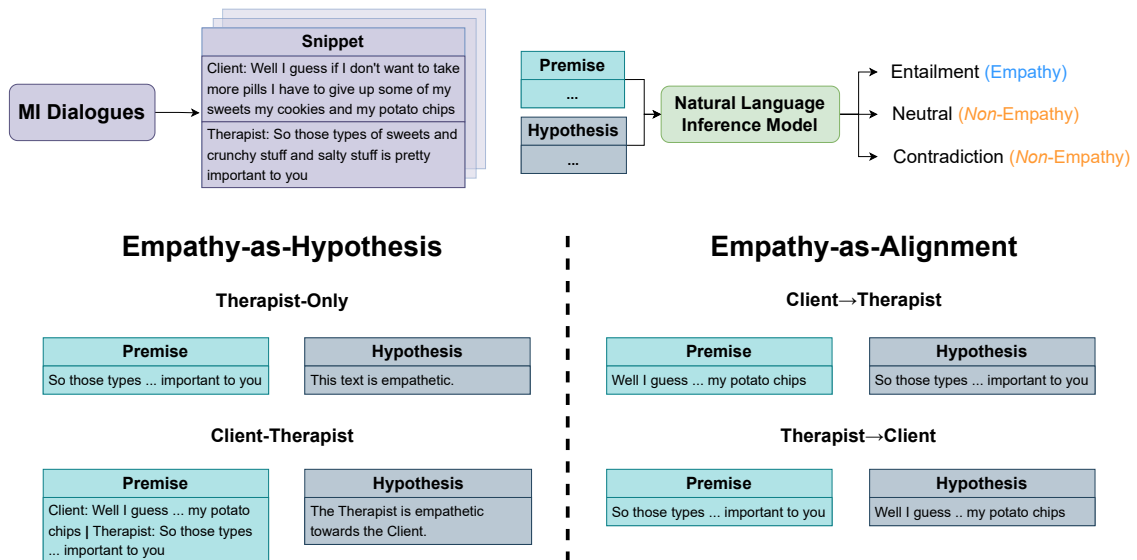 MI Dialogues
Snippet
Client: Well I guess if I don't want to take
more pills I have to give up some of my
sweets my cookies and my potato chips
Therapist: So those types of sweets and
crunchy stuff and salty stuff is pretty
important to you
Premise
...
Hypothesis
...
Natural Language
Inference Model
Entailment (Empathy)
Neutral (Non-Empathy)
Contradiction (Non-Empathy)
Empathy-as-Hypothesis
Therapist-Only
Premise
So those types ... important to you
Hypothesis
This text is empathetic.
Client-Therapist
Premise
Client: Well I guess ... my potato
chips | Therapist: So those types
... important to you
Hypothesis
The Therapist is empathetic
towards the Client.
Empathy-as-Alignment
Client→Therapist
Premise
Well I guess ... my potato chips
Hypothesis
So those types ... important to you
Therapist→Client
Premise
So those types ... important to you
Hypothesis
Well I guess .. my potato chips